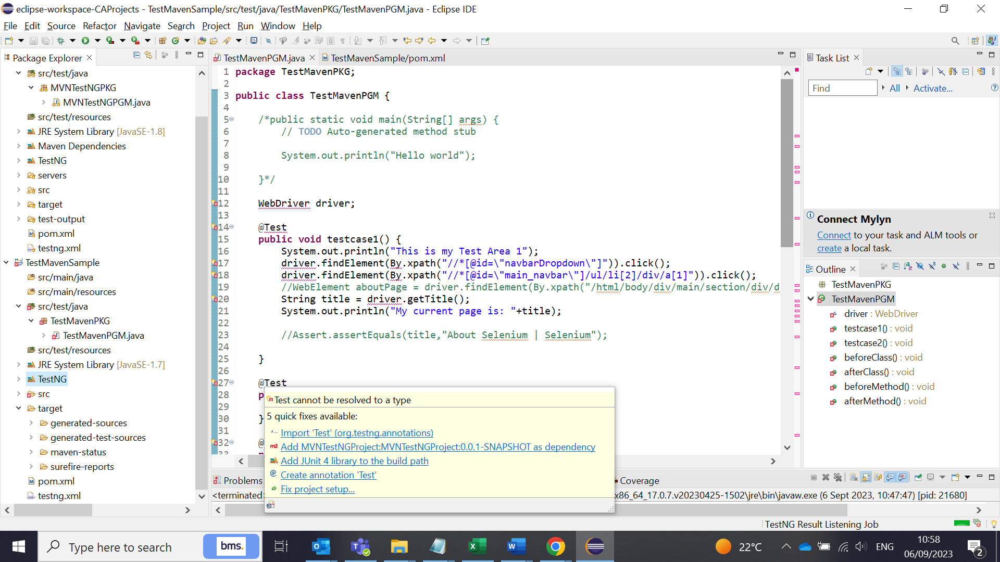 eclipse-workspace-CAProjects - TestMavenSample/src/test/java/TestMavenPKG/TestMavenPGM.java - Eclipse IDE
File Edit Source Refactor Navigate Search Project Run Window Help
Package Explorer
src/test/java
MVNTestNGPKG
MVNTestNGPGM.java
src/test/resources
JRE System Library [JavaSE-1.8]
Maven Dependencies
TestNG
servers
src
target
test-output
pom.xml
testng.xml
TestMavenSample
src/main/java
src/main/resources
src/test/java
TestMavenPKG
TestMavenPGM.java
src/test/resources
JRE System Library [JavaSE-1.7]
TestNG
src
target
generated-sources
generated-test-sources
maven-status
surefire-reports
pom.xml
testng.xml
TestMavenPGM.java
TestMavenSample/pom.xml
1 package TestMavenPKG;
2
3 public class TestMavenPGM {
4
5 /*public static void main(String[] args) {
6 // TODO Auto-generated method stub
7
8 System.out.println("Hello world");
9
10 }*/
11
12 WebDriver driver;
13
14 @Test
15 public void testcase1() {
16 System.out.println("This is my Test Area 1");
17 driver.findElement(By.xpath("//*[@id=\"navbarDropdown\"]")).click();
18 driver.findElement(By.xpath("//*[@id=\"main_navbar\"]/ul/li[2]/div/a[1]")).click();
19 //WebElement aboutPage = driver.findElement(By.xpath("/html/body/div/main/section/div/d
20 String title = driver.getTitle();
21 System.out.println("My current page is: "+title);
22
23 //Assert.assertEquals(title,"About Selenium | Selenium");
24
25 }
26
27 @Test
28 p
29
30 }
31
32 @
33
Test cannot be resolved to a type
5 quick fixes available:
Import 'Test' (org.testng.annotations)
m2 Add MVNTestNGProject:MVNTestNGProject:0.0.1-SNAPSHOT as dependency
Add JUnit 4 library to the build path
@ Create annotation 'Test'
Fix project setup...
Problems
Coverage
<terminated>
x86_64_17.0.7.v20230425-1502\jre\bin\javaw.exe (6 Sept 2023, 10:47:47) [pid: 21680]
Task List
Find
All
Activate...
Connect Mylyn
Connect to your task and ALM tools or
create a local task.
Outline
TestMavenPKG
TestMavenPGM
driver : WebDriver
testcase1() : void
testcase2() : void
beforeClass() : void
afterClass() : void
beforeMethod() : void
afterMethod() : void
TestNG Result Listening Job
Type here to search
bms.
22°C
ENG
10:58
06/09/2023
2